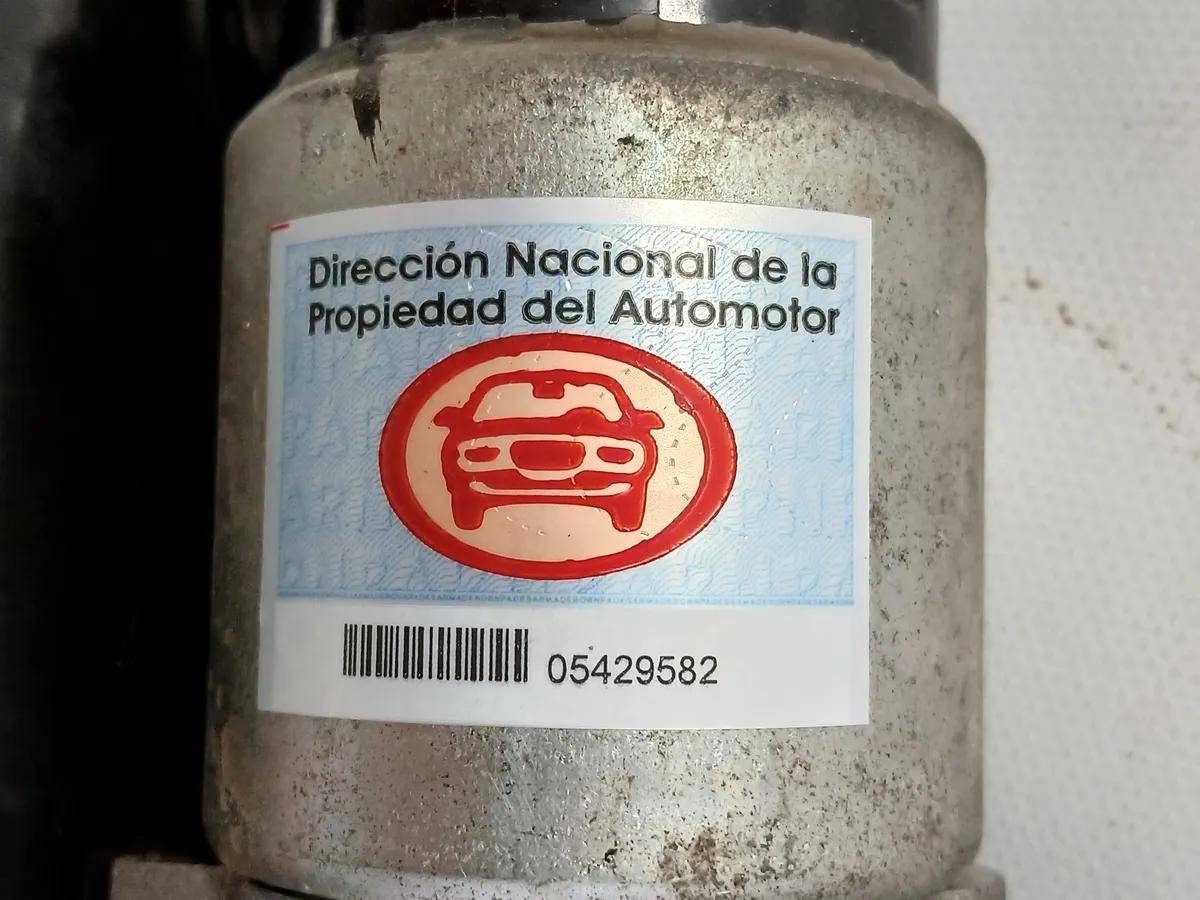 Dirección Nacional de la
Propiedad del Automotor
05429582